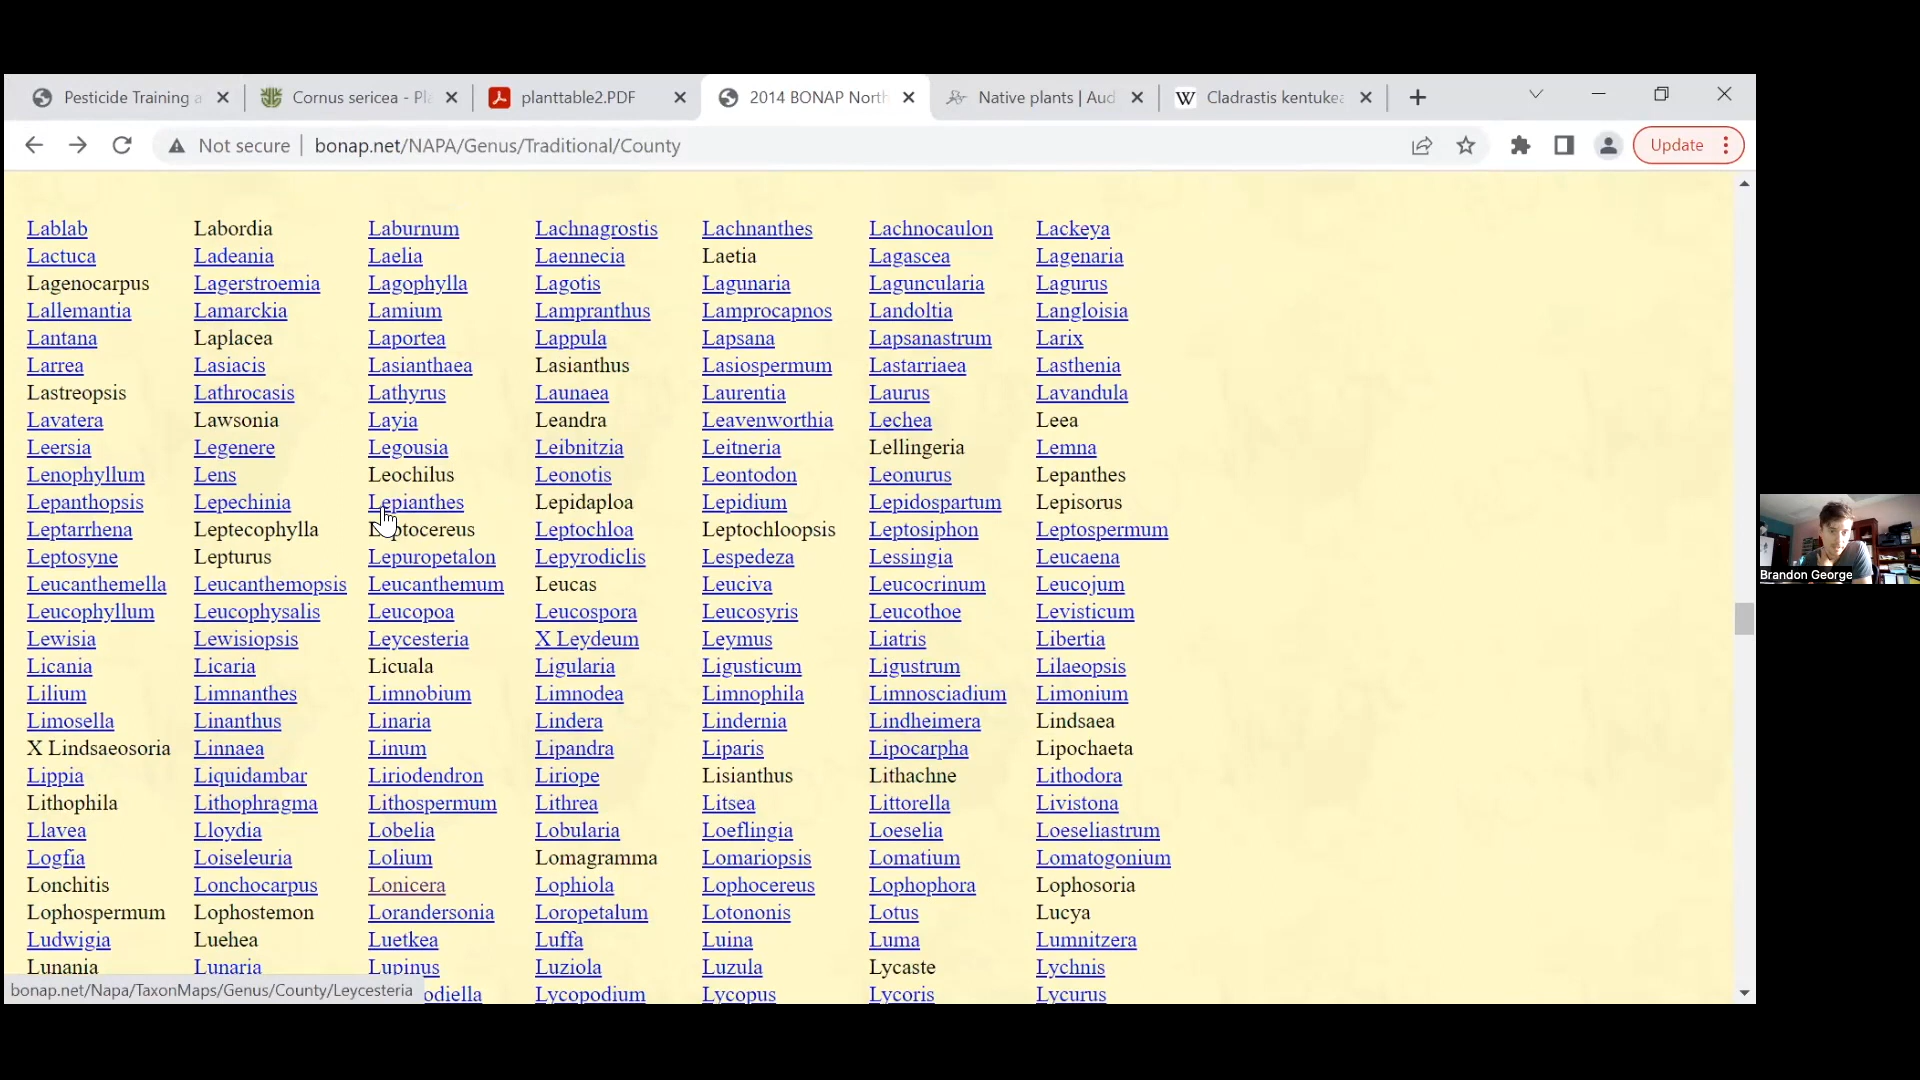 Pesticide Training a
Cornus sericea - Pl
planttable2.PDF
2014 BONAP North
Native plants | Aud
Cladrastis kentukea
Not secure
bonap.net/NAPA/Genus/Traditional/County
Update
Lablab Labordia Laburnum Lachnagrostis Lachnanthes Lachnocaulon Lackeya
Lactuca Ladeania Laelia Laennecia Laetia Lagascea Lagenaria
Lagenocarpus Lagerstroemia Lagophylla Lagotis Lagunaria Laguncularia Lagurus
Lallemantia Lamarckia Lamium Lampranthus Lamprocapnos Landoltia Langloisia
Lantana Laplacea Laportea Lappula Lapsana Lapsanastrum Larix
Larrea Lasiacis Lasianthaea Lasianthus Lasiospermum Lastarriaea Lasthenia
Lastreopsis Lathrocasis Lathyrus Launaea Laurentia Laurus Lavandula
Lavatera Lawsonia Layia Leandra Leavenworthia Lechea Leea
Leersia Legenere Legousia Leibnitzia Leitneria Lellingeria Lemna
Lenophyllum Lens Leochilus Leonotis Leontodon Leonurus Lepanthes
Lepanthopsis Lepechinia Lepianthes Lepidaploa Lepidium Lepidospartum Lepisorus
Leptarrhena Leptecophylla Leptocereus Leptochloa Leptochloopsis Leptosiphon Leptospermum
Leptosyne Lepturus Lepuropetalon Lepyrodiclis Lespedeza Lessingia Leucaena
Leucanthemella Leucanthemopsis Leucanthemum Leucas Leuciva Leucocrinum Leucojum
Leucophyllum Leucophysalis Leucopoa Leucospora Leucosyris Leucothoe Levisticum
Lewisia Lewisiopsis Leycesteria X Leydeum Leymus Liatris Libertia
Licania Licaria Licuala Ligularia Ligusticum Ligustrum Lilaeopsis
Lilium Limnanthes Limnobium Limnodea Limnophila Limnosciadium Limonium
Limosella Linanthus Linaria Lindera Lindernia Lindheimera Lindsaea
X Lindsaeosoria Linnaea Linum Lipandra Liparis Lipocarpha Lipochaeta
Lippia Liquidambar Liriodendron Liriope Lisianthus Lithachne Lithodora
Lithophila Lithophragma Lithospermum Lithrea Litsea Littorella Livistona
Llavea Lloydia Lobelia Lobularia Loeflingia Loeselia Loeseliastrum
Logfia Loiseleuria Lolium Lomagramma Lomariopsis Lomatium Lomatogonium
Lonchitis Lonchocarpus Lonicera Lophiola Lophocereus Lophophora Lophosoria
Lophospermum Lophostemon Lorandersonia Loropetalum Lotononis Lotus Lucya
Ludwigia Luehea Luetkea Luffa Luina Luma Lumnitzera
Lunania Lunaria Lupinus Luziola Luzula Lycaste Lychnis
odiella Lycopodium Lycopus Lycoris Lycurus
bonap.net/Napa/TaxonMaps/Genus/County/Leycesteria
Brandon George